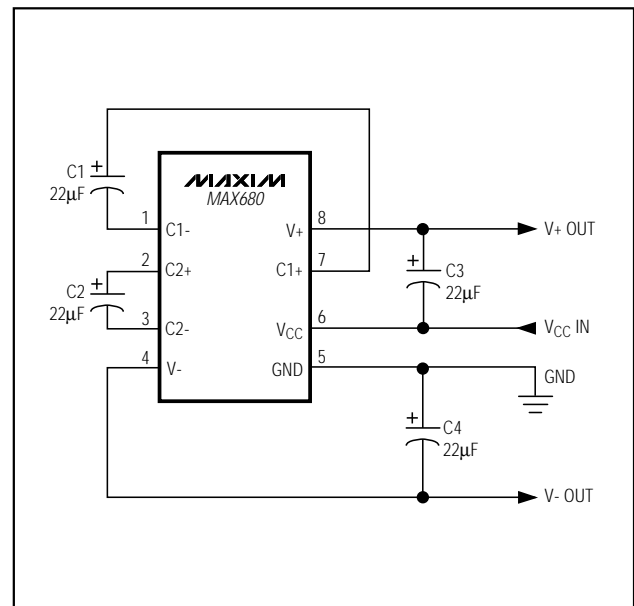 C1 +
22µF
MAXIM
MAX680
1 C1-
V+ 8
V+ OUT
2 C2+
C1+ 7
+ C3
22µF
C2 +
22µF
3 C2-
VCC 6
VCC IN
4 V-
GND 5
GND
+ C4
22µF
V- OUT